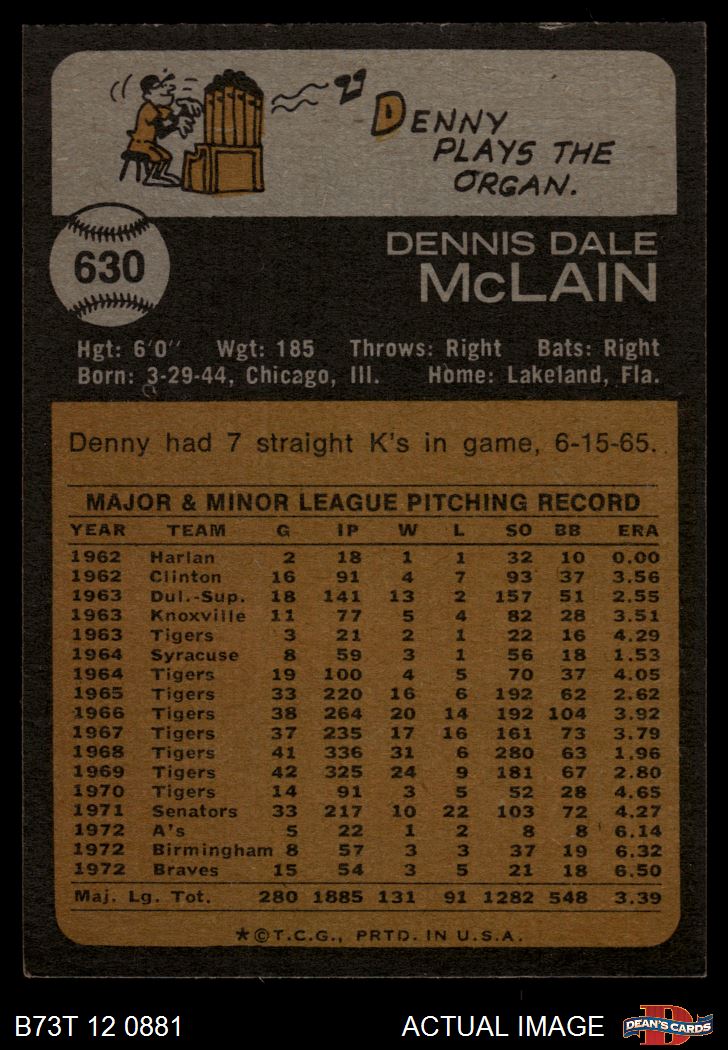 DENNY
PLAYS THE
ORGAN.
630
DENNIS DALE
McLAIN
Hgt: 6'0" Wgt: 185 Throws: Right Bats: Right
Born: 3-29-44, Chicago, Ill. Home: Lakeland, Fla.
Denny had 7 straight K's in game, 6-15-65.
MAJOR & MINOR LEAGUE PITCHING RECORD
YEAR TEAM G IP W L SO BB ERA
1962 Harlan 2 18 1 1 32 10 0.00
1962 Clinton 16 91 4 7 93 37 3.56
1963 Dul.-Sup. 18 141 13 2 157 51 2.55
1963 Knoxville 11 77 5 4 82 28 3.51
1963 Tigers 3 21 2 1 22 16 4.29
1964 Syracuse 8 59 3 1 56 18 1.53
1964 Tigers 19 100 4 5 70 37 4.05
1965 Tigers 33 220 16 6 192 62 2.62
1966 Tigers 38 264 20 14 192 104 3.92
1967 Tigers 37 235 17 16 161 73 3.79
1968 Tigers 41 336 31 6 280 63 1.96
1969 Tigers 42 325 24 9 181 67 2.80
1970 Tigers 14 91 3 5 52 28 4.65
1971 Senators 33 217 10 22 103 72 4.27
1972 A's 5 22 1 2 8 8 6.14
1972 Birmingham 8 57 3 3 37 19 6.32
1972 Braves 15 54 3 5 21 18 6.50
Maj. Lg. Tot. 280 1885 131 91 1282 548 3.39
*©T.C.G., PRTD. IN U.S.A.
B73T 12 0881 ACTUAL IMAGE
D
DEAN'S CARDS